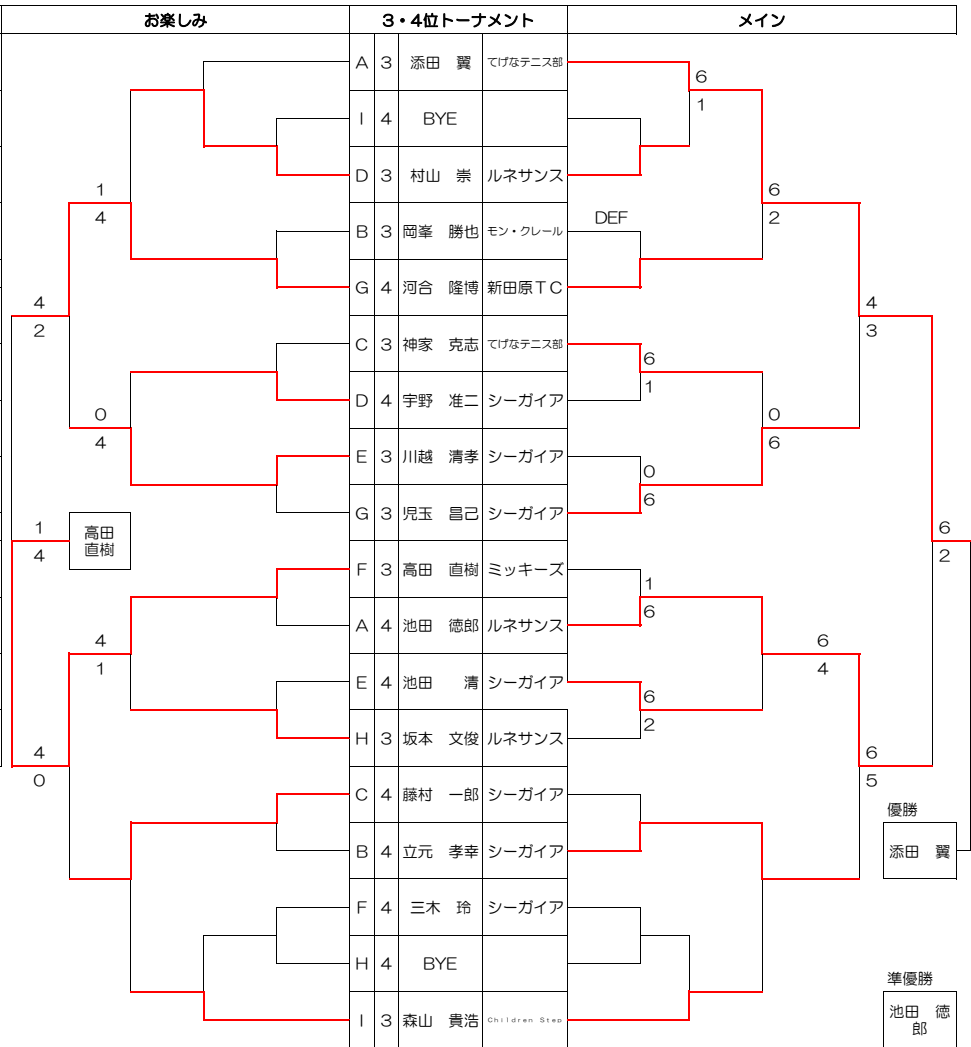 お楽しみ 3・4位トーナメント メイン
A 3 添田 翼 てげなテニス部
6
1
I 4 BYE
D 3 村山 崇 ルネサンス
1
4
6
2
B 3 岡峯 勝也 モン・クレール DEF
G 4 河合 隆博 新田原TC
4
2
4
3
C 3 神家 克志 てげなテニス部
6
1
D 4 宇野 准二 シーガイア
0
4
0
6
E 3 川越 清孝 シーガイア
0
6
G 3 児玉 昌己 シーガイア
1
4
高田
直樹
6
2
F 3 高田 直樹 ミッキーズ
1
6
A 4 池田 徳郎 ルネサンス
4
1
6
4
E 4 池田 清 シーガイア
6
2
H 3 坂本 文俊 ルネサンス
4
0
6
5
C 4 藤村 一郎 シーガイア
優勝
B 4 立元 孝幸 シーガイア
添田 翼
F 4 三木 玲 シーガイア
H 4 BYE
準優勝
I 3 森山 貴浩 Children Step
池田 徳
郎